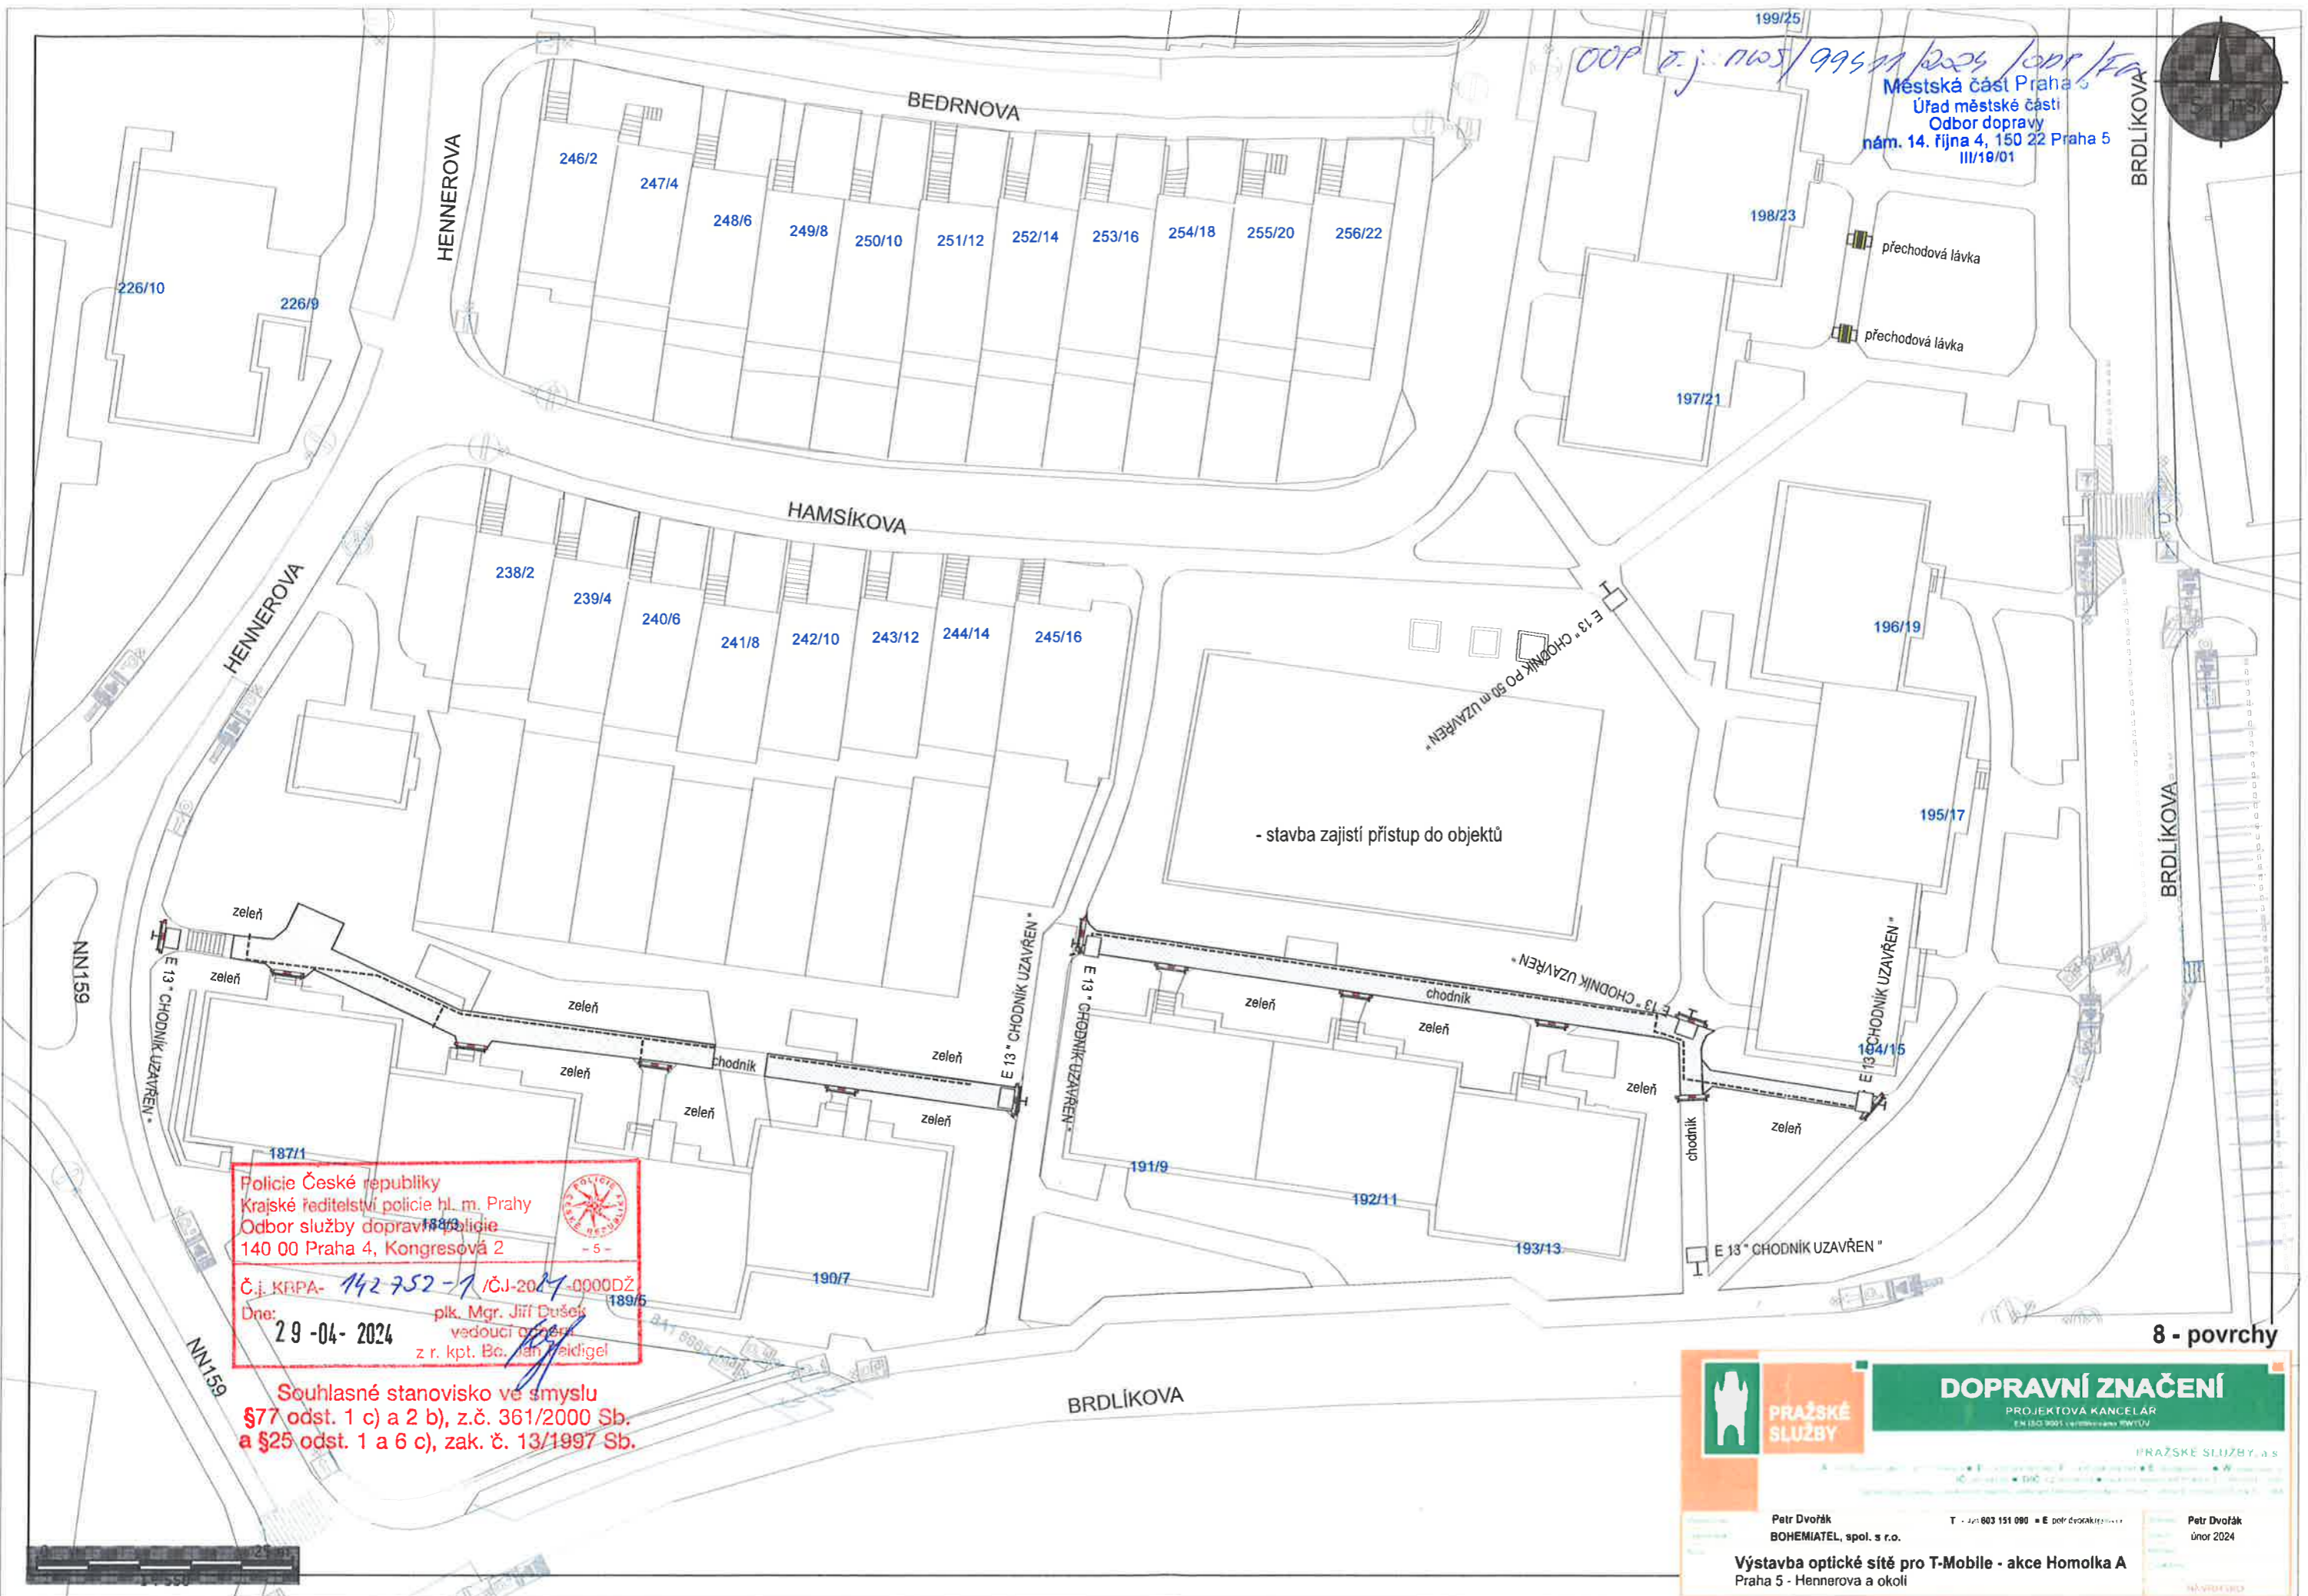 199/25
OOP
Městská část Praha 5
Úřad městské části
Odbor dopravy
nám. 14. října 4, 150 22 Praha 5
III/19/01
BRDLÍKOVA
BEDRNOVA
HENNEROVA
246/2
247/4
248/6
249/8
250/10
251/12
252/14
253/16
254/18
255/20
256/22
198/23
přechodová lávka
přechodová lávka
226/10
226/9
197/21
HAMSÍKOVA
HENNEROVA
238/2
239/4
240/6
241/8
242/10
243/12
244/14
245/16
E 13 " CHODNÍK PO 50 m UZAVŘEN "
196/19
195/17
BRDLÍKOVA
- stavba zajistí přístup do objektů
zeleň
zeleň
NN159
E 13 " CHODNÍK UZAVŘEN "
zeleň
zeleň
chodník
zeleň
zeleň
zeleň
E 13 " CHODNÍK UZAVŘEN "
E 13 " CHODNÍK UZAVŘEN "
zeleň
chodník
zeleň
E 13 " CHODNÍK UZAVŘEN "
E 13 " CHODNÍK UZAVŘEN "
194/15
zeleň
zeleň
chodník
187/1
188/3
189/5
190/7
191/9
192/11
193/13
E 13 " CHODNÍK UZAVŘEN "
Policie České republiky
Krajské ředitelství policie hl. m. Prahy
Odbor služby dopravní policie
140 00 Praha 4, Kongresová 2
- 5 -
Č.j. KRPA- 142 752-1 /ČJ-2024-0000DŽ
Dne: 29 -04- 2024
plk. Mgr. Jiří Dušek
vedoucí odboru
z r. kpt. Bc. Jan
Souhlasné stanovisko ve smyslu
§77 odst. 1 c) a 2 b), z.č. 361/2000 Sb.
a §25 odst. 1 a 6 c), zak. č. 13/1997 Sb.
NN159
BRDLÍKOVA
8 - povrchy
PRAŽSKÉ
SLUŽBY
DOPRAVNÍ ZNAČENÍ
PROJEKTOVÁ KANCELÁŘ
PRAŽSKÉ SLUŽBY, a.s
Petr Dvořák
T 603 151 090
BOHEMIATEL, spol. s r.o.
Petr Dvořák
únor 2024
Výstavba optické sítě pro T-Mobile - akce Homolka A
Praha 5 - Hennerova a okolí